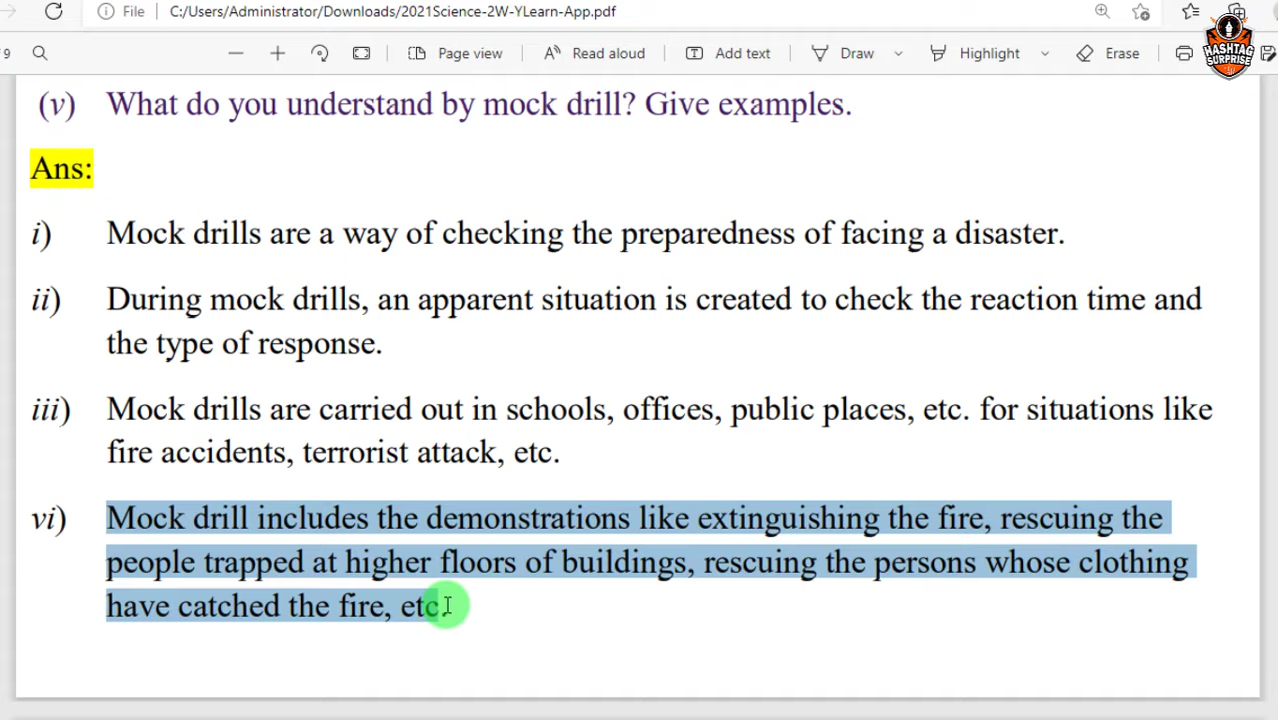 File C:/Users/Administrator/Downloads/2021Science-2W-YLearn-App.pdf
HASHTAG
SURPRISE
9 Page view Read aloud Add text Draw Highlight Erase
(v) What do you understand by mock drill? Give examples.
Ans:
i) Mock drills are a way of checking the preparedness of facing a disaster.
ii) During mock drills, an apparent situation is created to check the reaction time and
the type of response.
iii) Mock drills are carried out in schools, offices, public places, etc. for situations like
fire accidents, terrorist attack, etc.
vi) Mock drill includes the demonstrations like extinguishing the fire, rescuing the
people trapped at higher floors of buildings, rescuing the persons whose clothing
have catched the fire, etc.